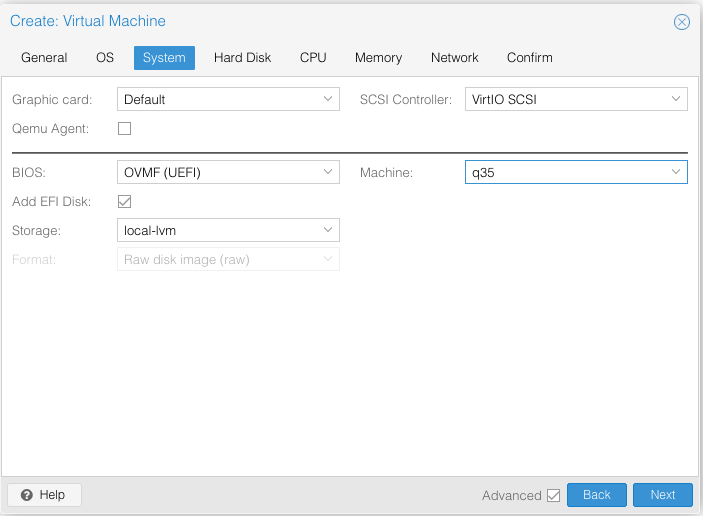 Create: Virtual Machine
General OS System Hard Disk CPU Memory Network Confirm
Graphic card: Default SCSI Controller: VirtIO SCSI
Qemu Agent:
BIOS: OVMF (UEFI) Machine: q35
Add EFI Disk:
Storage: local-lvm
Format: Raw disk image (raw)
Help Advanced Back Next